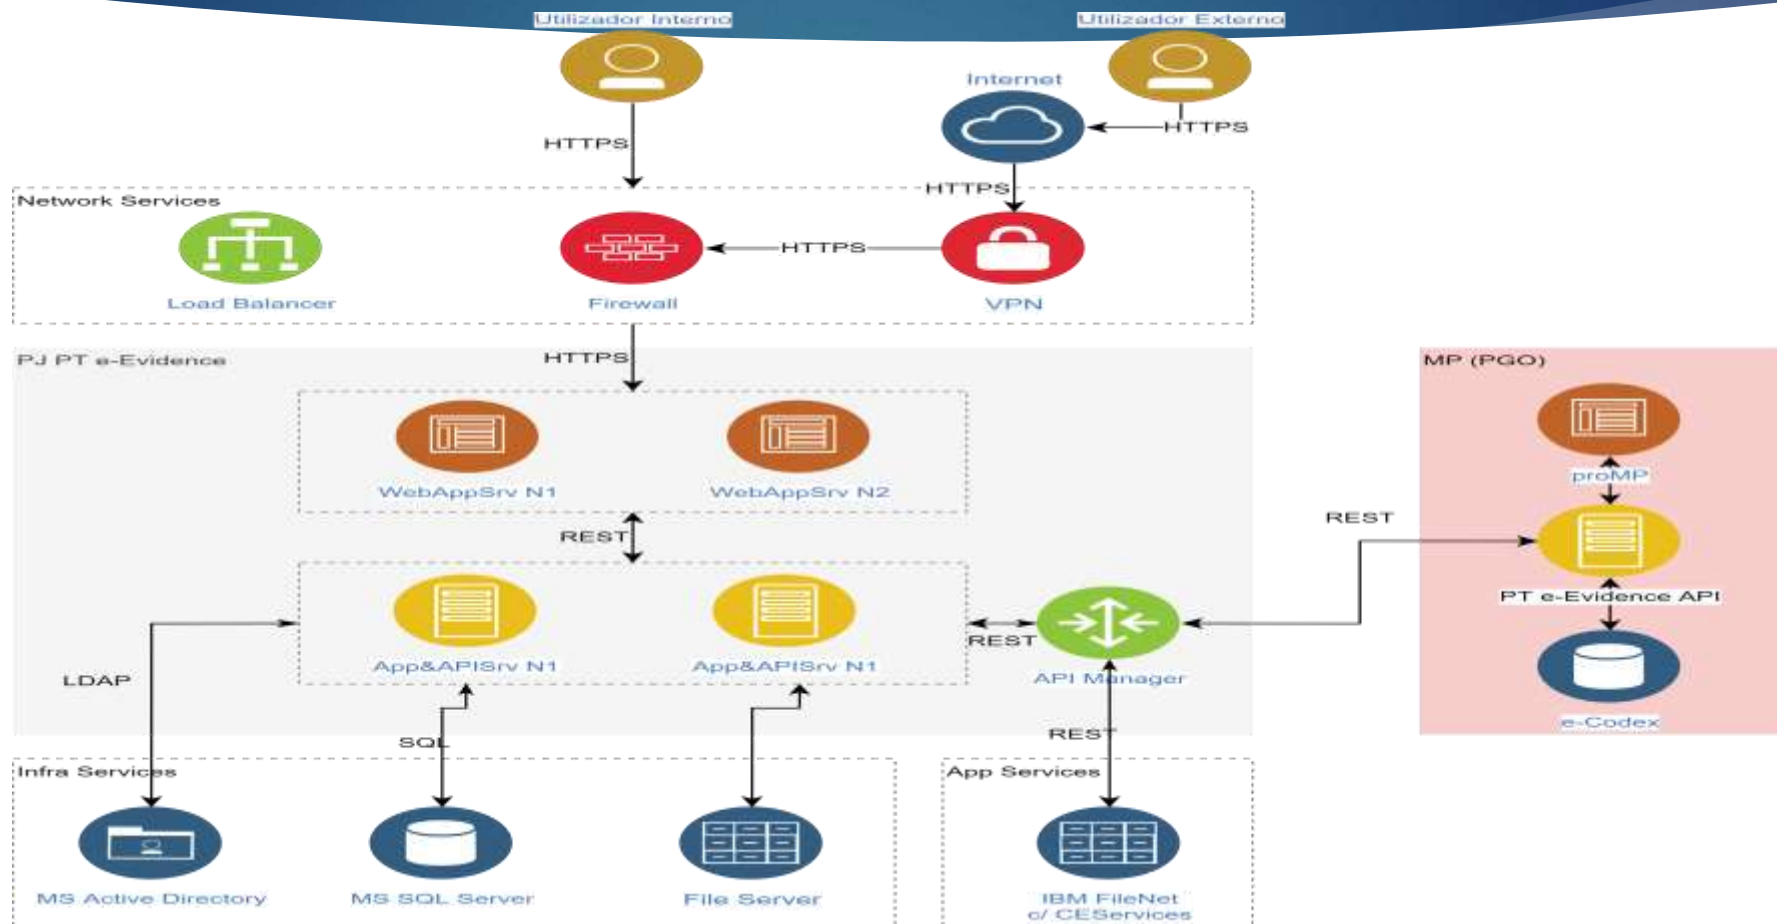 Utilizador Interno
Utilizador Externo
Internet
HTTPS
HTTPS
HTTPS
Network Services
HTTPS
Load Balancer
Firewall
VPN
PJ PT e-Evidence
HTTPS
MP (PGO)
WebAppSrv N1
WebAppSrv N2
proMP
REST
REST
PT e-Evidence API
REST
App&APISrv N1
App&APISrv N1
API Manager
LDAP
e-Codex
SQL
REST
Infra Services
App Services
MS Active Directory
MS SQL Server
File Server
IBM FileNet
c/ CEServices